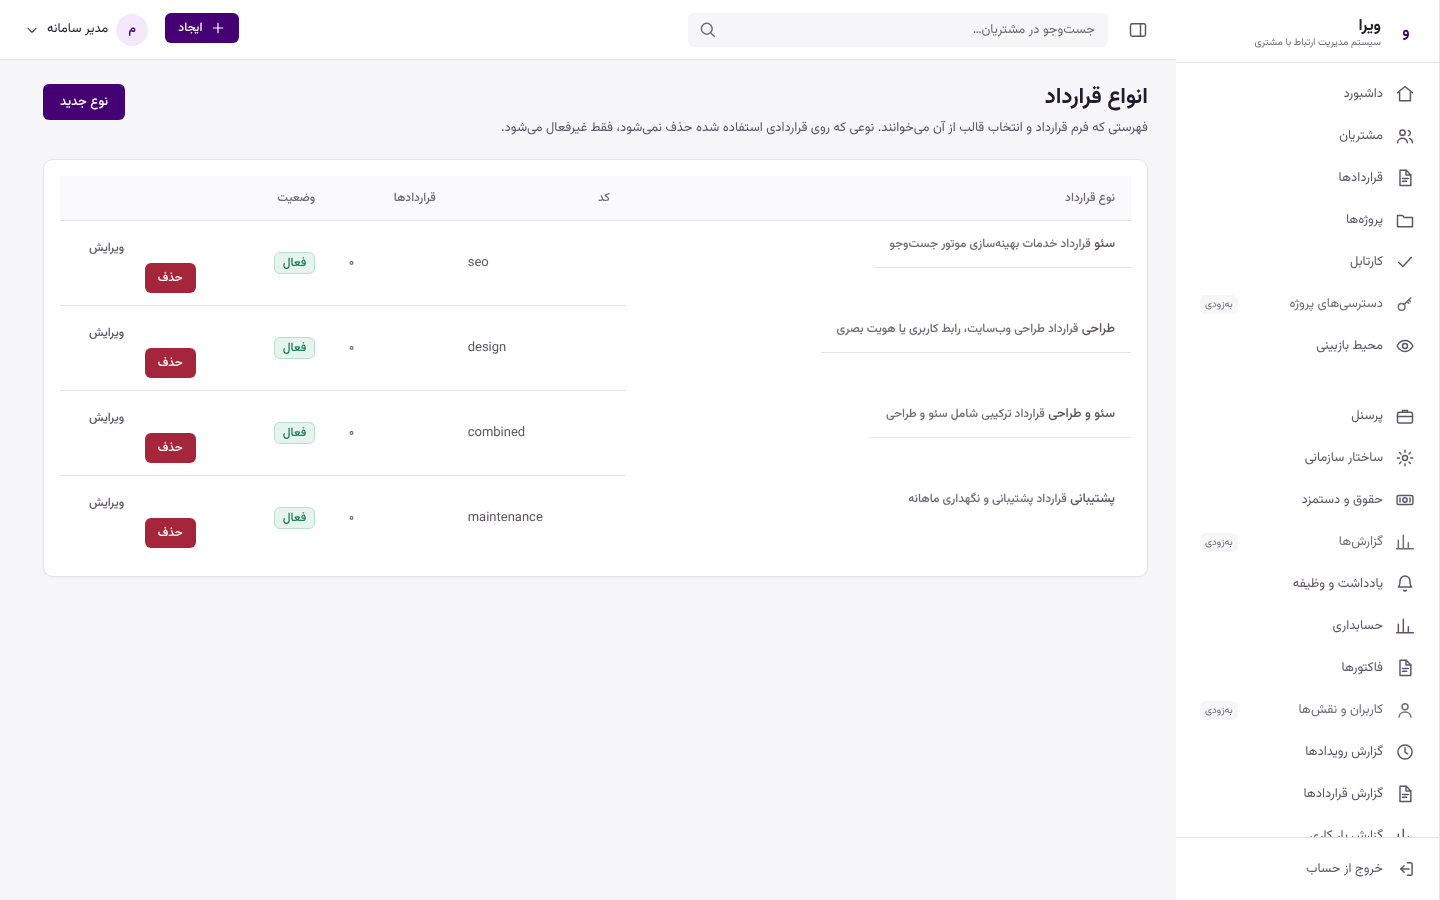 ویرا
سیستم مدیریت ارتباط با مشتری
و
جست‌وجو در مشتریان...
ایجاد
م
مدیر سامانه
داشبورد
مشتریان
قراردادها
پروژه‌ها
کارتابل
دسترسی‌های پروژه به‌زودی
محیط بازبینی
پرسنل
ساختار سازمانی
حقوق و دستمزد
گزارش‌ها به‌زودی
یادداشت و وظیفه
حسابداری
فاکتورها
کاربران و نقش‌ها به‌زودی
گزارش رویدادها
گزارش قراردادها
گزارش بار کاری
خروج از حساب
انواع قرارداد
نوع جدید
فهرستی که فرم قرارداد و انتخاب قالب از آن می‌خوانند. نوعی که روی قراردادی استفاده شده حذف نمی‌شود، فقط غیرفعال می‌شود.
نوع قرارداد کد قراردادها وضعیت
سئو قرارداد خدمات بهینه‌سازی موتور جست‌وجو seo ۰ فعال ویرایش
حذف
طراحی قرارداد طراحی وب‌سایت، رابط کاربری یا هویت بصری design ۰ فعال ویرایش
حذف
سئو و طراحی قرارداد ترکیبی شامل سئو و طراحی combined ۰ فعال ویرایش
حذف
پشتیبانی قرارداد پشتیبانی و نگهداری ماهانه maintenance ۰ فعال ویرایش
حذف